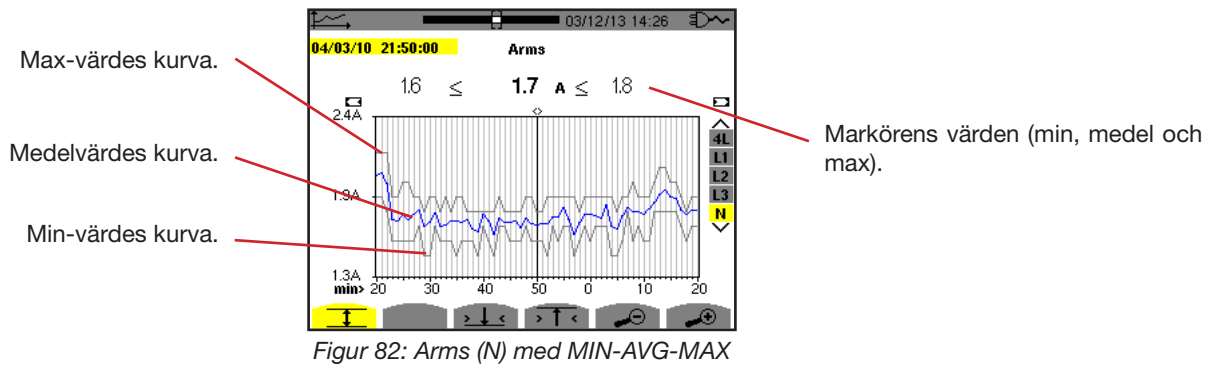 03/12/13 14:26
04/03/10 21:50:00 Arms
Max-värdes kurva.
1.6 ≤ 1.7 A ≤ 1.8
2.4A
Markörens värden (min, medel och
max).
4L
L1
Medelvärdes kurva.
L2
1.9A
L3
N
Min-värdes kurva.
1.3A
min> 20 30 40 50 0 10 20
> ↓ < > ↑ <
Figur 82: Arms (N) med MIN-AVG-MAX